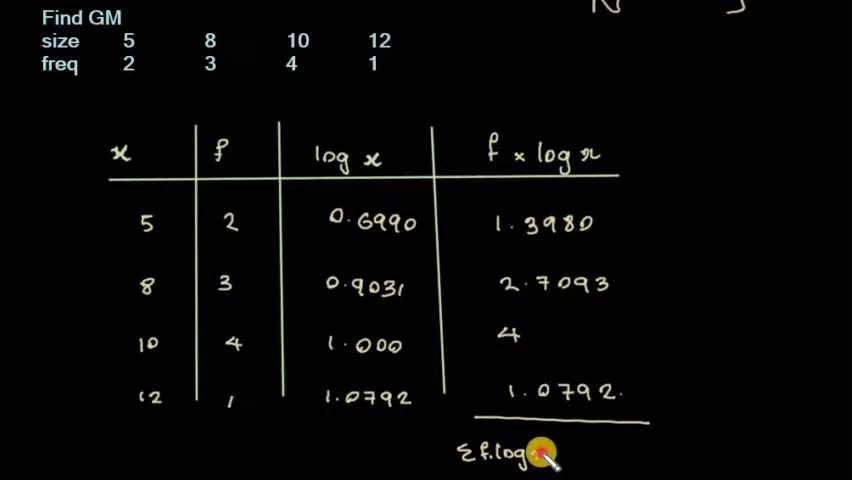 Find GM
size 5 8 10 12
freq 2 3 4 1
x f log x f × log x
5 2 0.6990 1.3980
8 3 0.9031 2.7093
10 4 1.000 4
12 1 1.0792 1.0792.
Σf.log